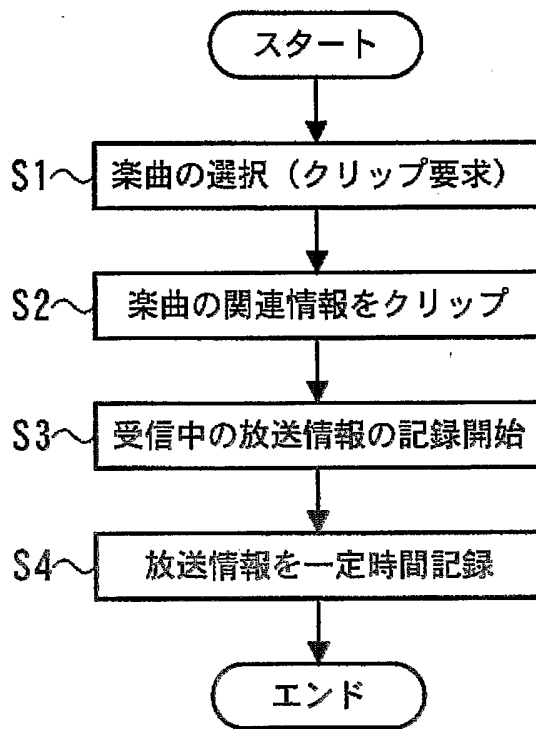 スタート
S1 楽曲の選択（クリップ要求）
S2 楽曲の関連情報をクリップ
S3 受信中の放送情報の記録開始
S4 放送情報を一定時間記録
エンド